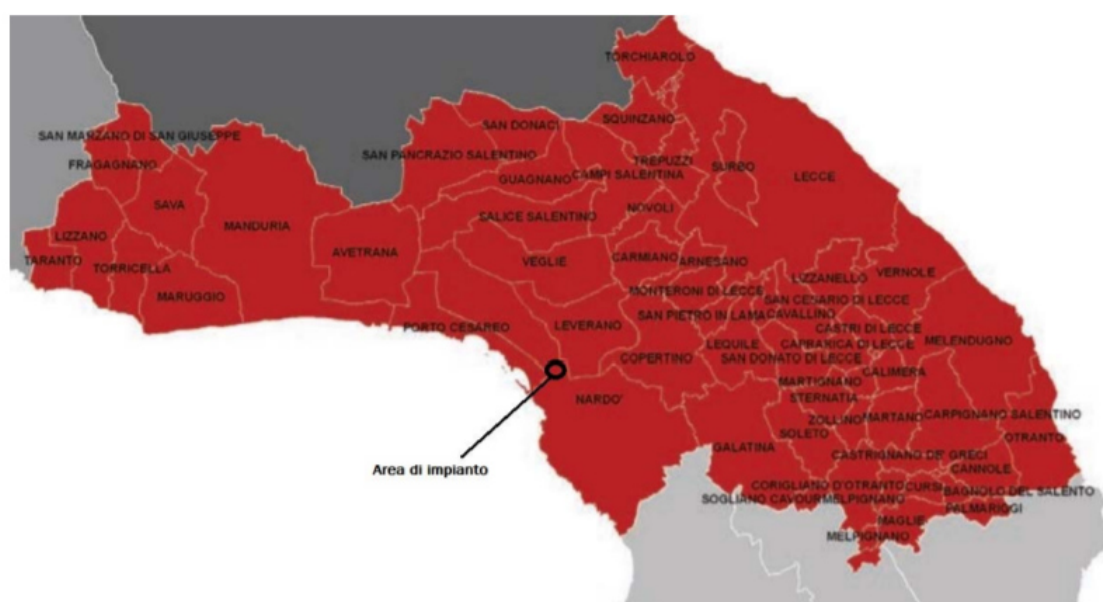 TORCHIAROLO
SAN DONACI
SQUINZANO
SAN MARZANO DI SAN GIUSEPPE
SAN PANCRAZIO SALENTINO
TREPUZZI
FRAGAGNANO
SURBO
GUAGNANO
CAMPI SALENTINA
LECCE
SAVA
NOVOLI
MANDURIA
SALICE SALENTINO
LIZZANO
AVETRANA
CARMIANO
ARNESANO
TARANTO
VEGLIE
TORRICELLA
LIZZANELLO
VERNOLE
MARUGGIO
MONTERONI DI LECCE
SAN CESARIO DI LECCE
SAN PIETRO IN LAMA
CAVALLINO
PORTO CESAREO
LEVERANO
CASTRI DI LECCE
LEQUILE
CAPRARICA DI LECCE
MELENDUGNO
COPERTINO
SAN DONATO DI LECCE
CALIMERA
MARTIGNANO
NARDO'
STERNATIA
ZOLLINO
MARTANO
CARPIGNANO SALENTINO
SOLETO
OTRANTO
GALATINA
CASTRIGNANO DE' GRECI
CANNOLE
Area di impianto
CORIGLIANO D'OTRANTO
CURSI
BAGNOLO DEL SALENTO
SOGLIANO CAVOUR
MELPIGNANO
PALMARIGGI
MAGLIE
MELPIGNANO